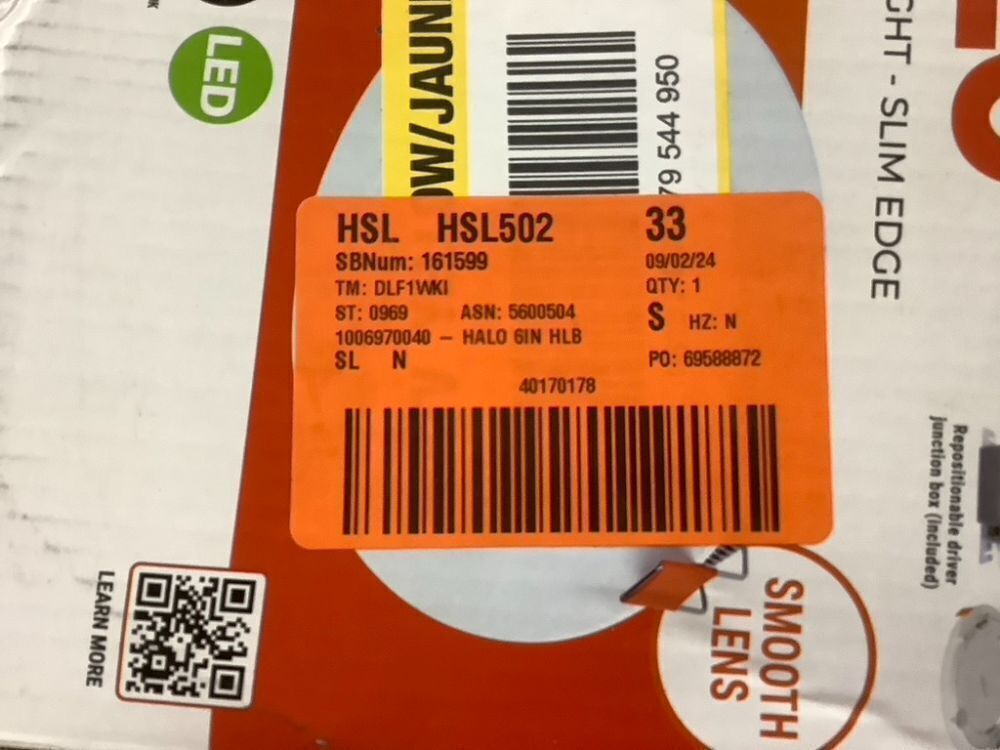 LED
OW/JAUN
79 544 950
GHT - SLIM EDGE
HSL HSL502 33
SBNum: 161599 09/02/24
TM: DLF1WKI QTY: 1
ST: 0969 ASN: 5600504 S HZ: N
1006970040 – HALO 6IN HLB
SL N PO: 69588872
40170178
Repositionable driver
junction box (included)
SMOOTH
LENS
LEARN MORE